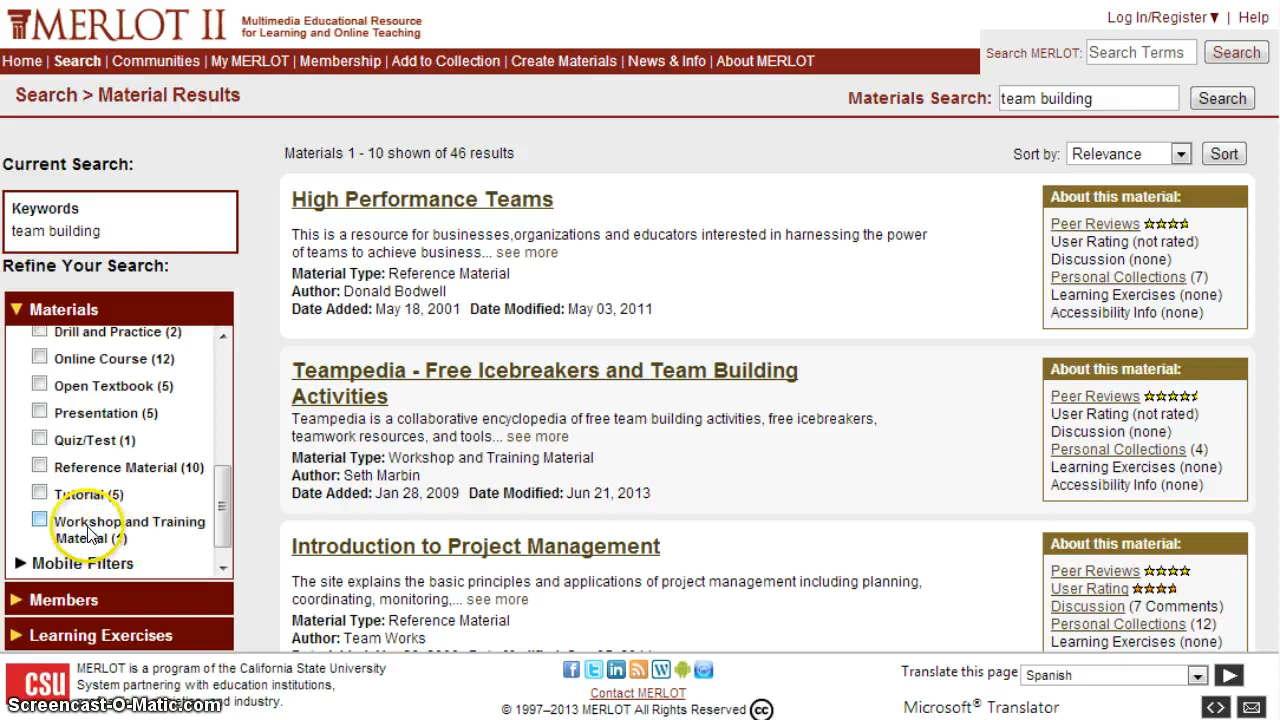 MERLOT II
Multimedia Educational Resource
for Learning and Online Teaching
Log In/Register▼ | Help
Home | Search | Communities | My MERLOT | Membership | Add to Collection | Create Materials | News & Info | About MERLOT
Search MERLOT: Search Terms Search
Search > Material Results
Materials Search: team building Search
Current Search:
Keywords
team building
Refine Your Search:
Materials
Drill and Practice (2)
Online Course (12)
Open Textbook (5)
Presentation (5)
Quiz/Test (1)
Reference Material (10)
Tutorial (5)
Workshop and Training
Material
Mobile Filters
Members
Learning Exercises
Materials 1 - 10 shown of 46 results
Sort by: Relevance Sort
High Performance Teams
This is a resource for businesses,organizations and educators interested in harnessing the power
of teams to achieve business... see more
Material Type: Reference Material
Author: Donald Bodwell
Date Added: May 18, 2001 Date Modified: May 03, 2011
About this material:
Peer Reviews
User Rating (not rated)
Discussion (none)
Personal Collections (7)
Learning Exercises (none)
Accessibility Info (none)
Teampedia - Free Icebreakers and Team Building
Activities
Teampedia is a collaborative encyclopedia of free team building activities, free icebreakers,
teamwork resources, and tools... see more
Material Type: Workshop and Training Material
Author: Seth Marbin
Date Added: Jan 28, 2009 Date Modified: Jun 21, 2013
About this material:
Peer Reviews
User Rating (not rated)
Discussion (none)
Personal Collections (4)
Learning Exercises (none)
Accessibility Info (none)
Introduction to Project Management
The site explains the basic principles and applications of project management including planning,
coordinating, monitoring,... see more
Material Type: Reference Material
Author: Team Works
About this material:
Peer Reviews
User Rating
Discussion (7 Comments)
Personal Collections (12)
Learning Exercises (none)
CSU
MERLOT is a program of the California State University
System partnering with education institutions,
and industry.
Screencast-O-Matic.com
Contact MERLOT
© 1997–2013 MERLOT All Rights Reserved cc
Translate this page Spanish
Microsoft® Translator